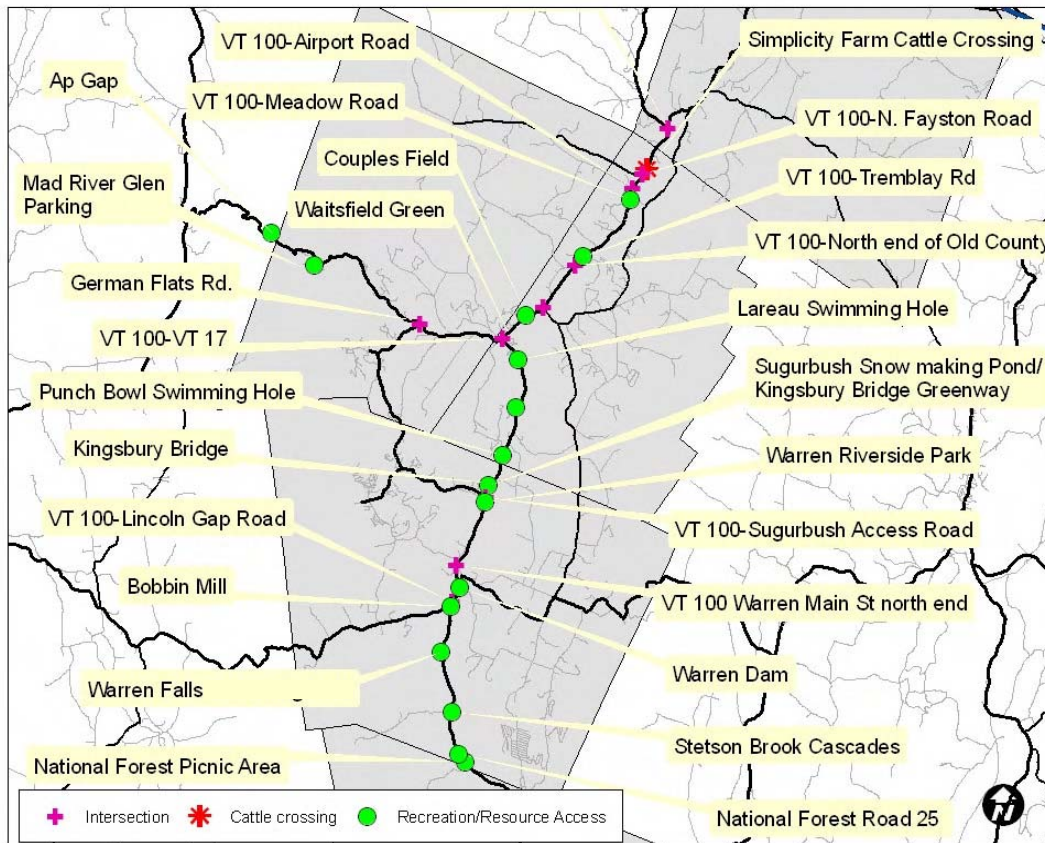 VT 100-Airport Road
Simplicity Farm Cattle Crossing
Ap Gap
VT 100-Meadow Road
VT 100-N. Fayston Road
Couples Field
Mad River Glen
Parking
VT 100-Tremblay Rd
Waitsfield Green
VT 100-North end of Old County
German Flats Rd.
Lareau Swimming Hole
VT 100-VT 17
Sugurbush Snow making Pond/
Kingsbury Bridge Greenway
Punch Bowl Swimming Hole
Kingsbury Bridge
Warren Riverside Park
VT 100-Lincoln Gap Road
VT 100-Sugurbush Access Road
Bobbin Mill
VT 100 Warren Main St north end
Warren Falls
Warren Dam
Stetson Brook Cascades
National Forest Picnic Area
National Forest Road 25
Intersection
Cattle crossing
Recreation/Resource Access
N